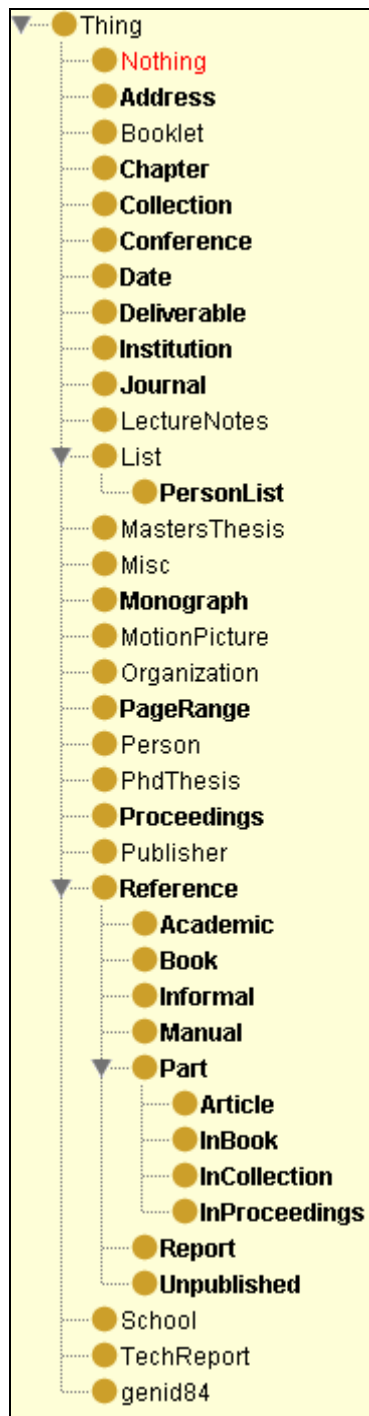 Thing
Nothing
Address
Booklet
Chapter
Collection
Conference
Date
Deliverable
Institution
Journal
LectureNotes
List
PersonList
MastersThesis
Misc
Monograph
MotionPicture
Organization
PageRange
Person
PhdThesis
Proceedings
Publisher
Reference
Academic
Book
Informal
Manual
Part
Article
InBook
InCollection
InProceedings
Report
Unpublished
School
TechReport
genid84